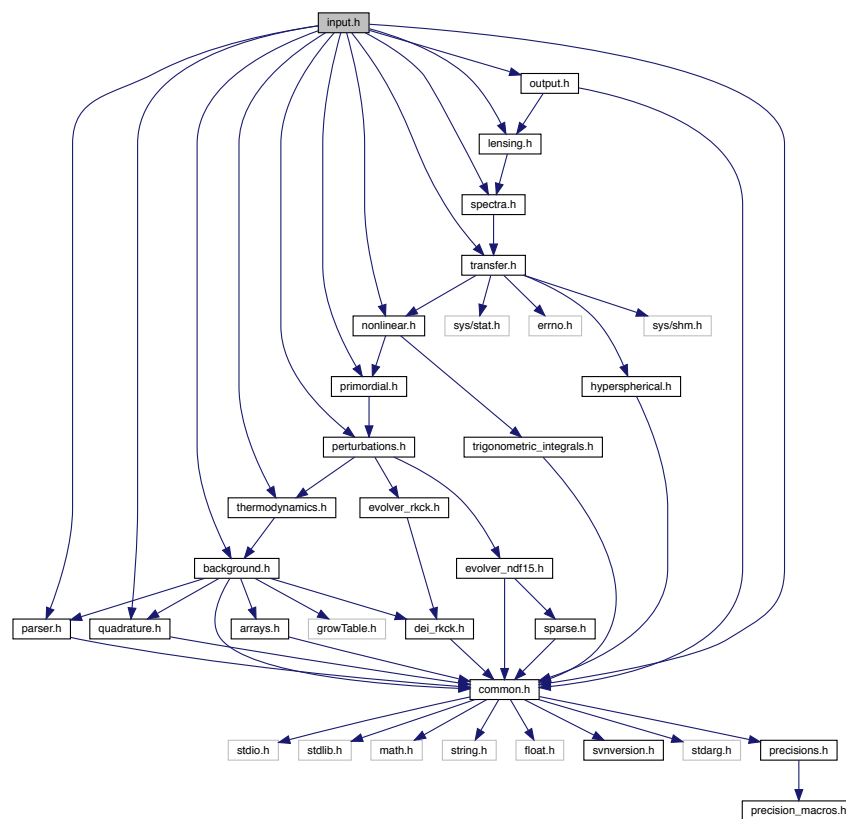 input.h
output.h
lensing.h
spectra.h
transfer.h
nonlinear.h
sys/stat.h
errno.h
sys/shm.h
primordial.h
hyperspherical.h
perturbations.h
trigonometric_integrals.h
thermodynamics.h
evolver_rkck.h
background.h
evolver_ndf15.h
parser.h
quadrature.h
arrays.h
growTable.h
dei_rkck.h
sparse.h
common.h
stdio.h
stdlib.h
math.h
string.h
float.h
svnversion.h
stdarg.h
precisions.h
precision_macros.h